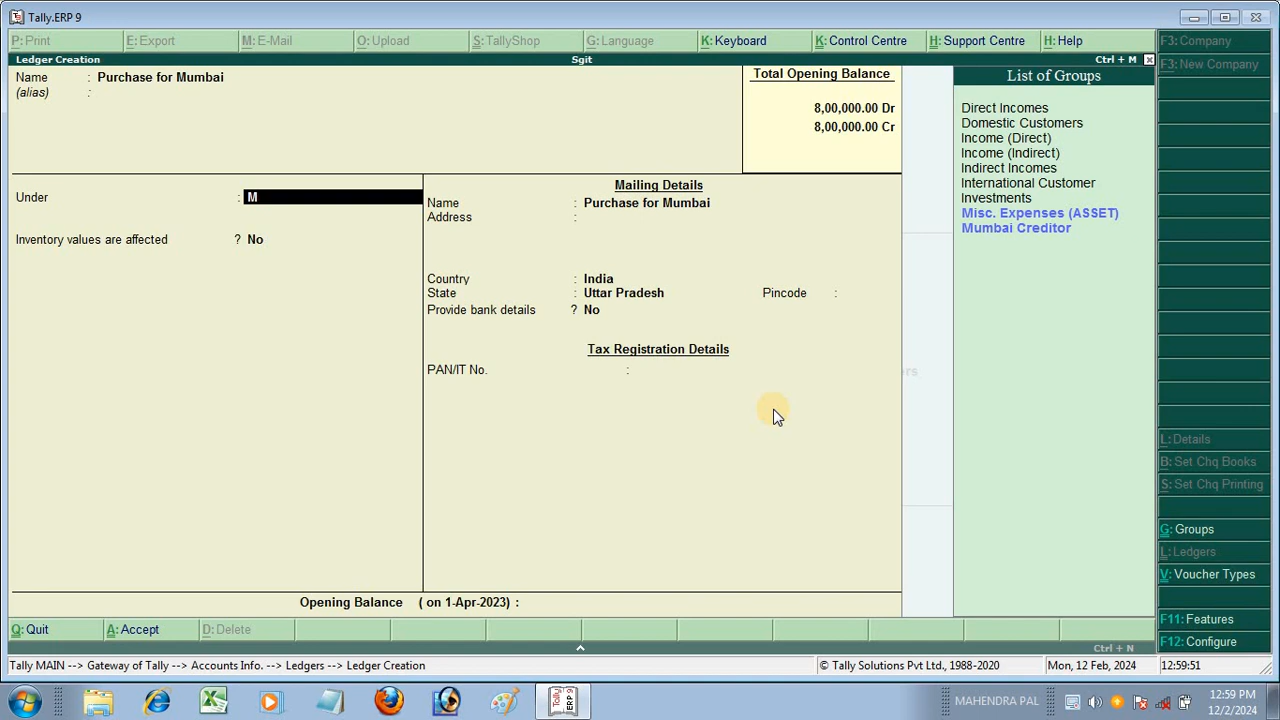 Tally.ERP 9
P: Print E: Export M: E-Mail O: Upload S: TallyShop G: Language K: Keyboard K: Control Centre H: Support Centre H: Help F3: Company
Ledger Creation Sgit Ctrl + M
F3: New Company
Name : Purchase for Mumbai
(alias) :
Total Opening Balance
8,00,000.00 Dr
8,00,000.00 Cr
List of Groups
Direct Incomes
Domestic Customers
Income (Direct)
Income (Indirect)
Indirect Incomes
International Customer
Investments
Misc. Expenses (ASSET)
Mumbai Creditor
Under : M
Inventory values are affected ? No
Mailing Details
Name : Purchase for Mumbai
Address :
Country : India
State : Uttar Pradesh Pincode :
Provide bank details ? No
Tax Registration Details
PAN/IT No. :
L: Details
B: Set Chq Books
S: Set Chq Printing
G: Groups
L: Ledgers
V: Voucher Types
F11: Features
F12: Configure
Opening Balance ( on 1-Apr-2023) :
Q: Quit A: Accept D: Delete
Ctrl + N
Tally MAIN --> Gateway of Tally --> Accounts Info. --> Ledgers --> Ledger Creation © Tally Solutions Pvt Ltd., 1988-2020 Mon, 12 Feb, 2024 12:59:51
MAHENDRA PAL
12:59 PM
12/2/2024